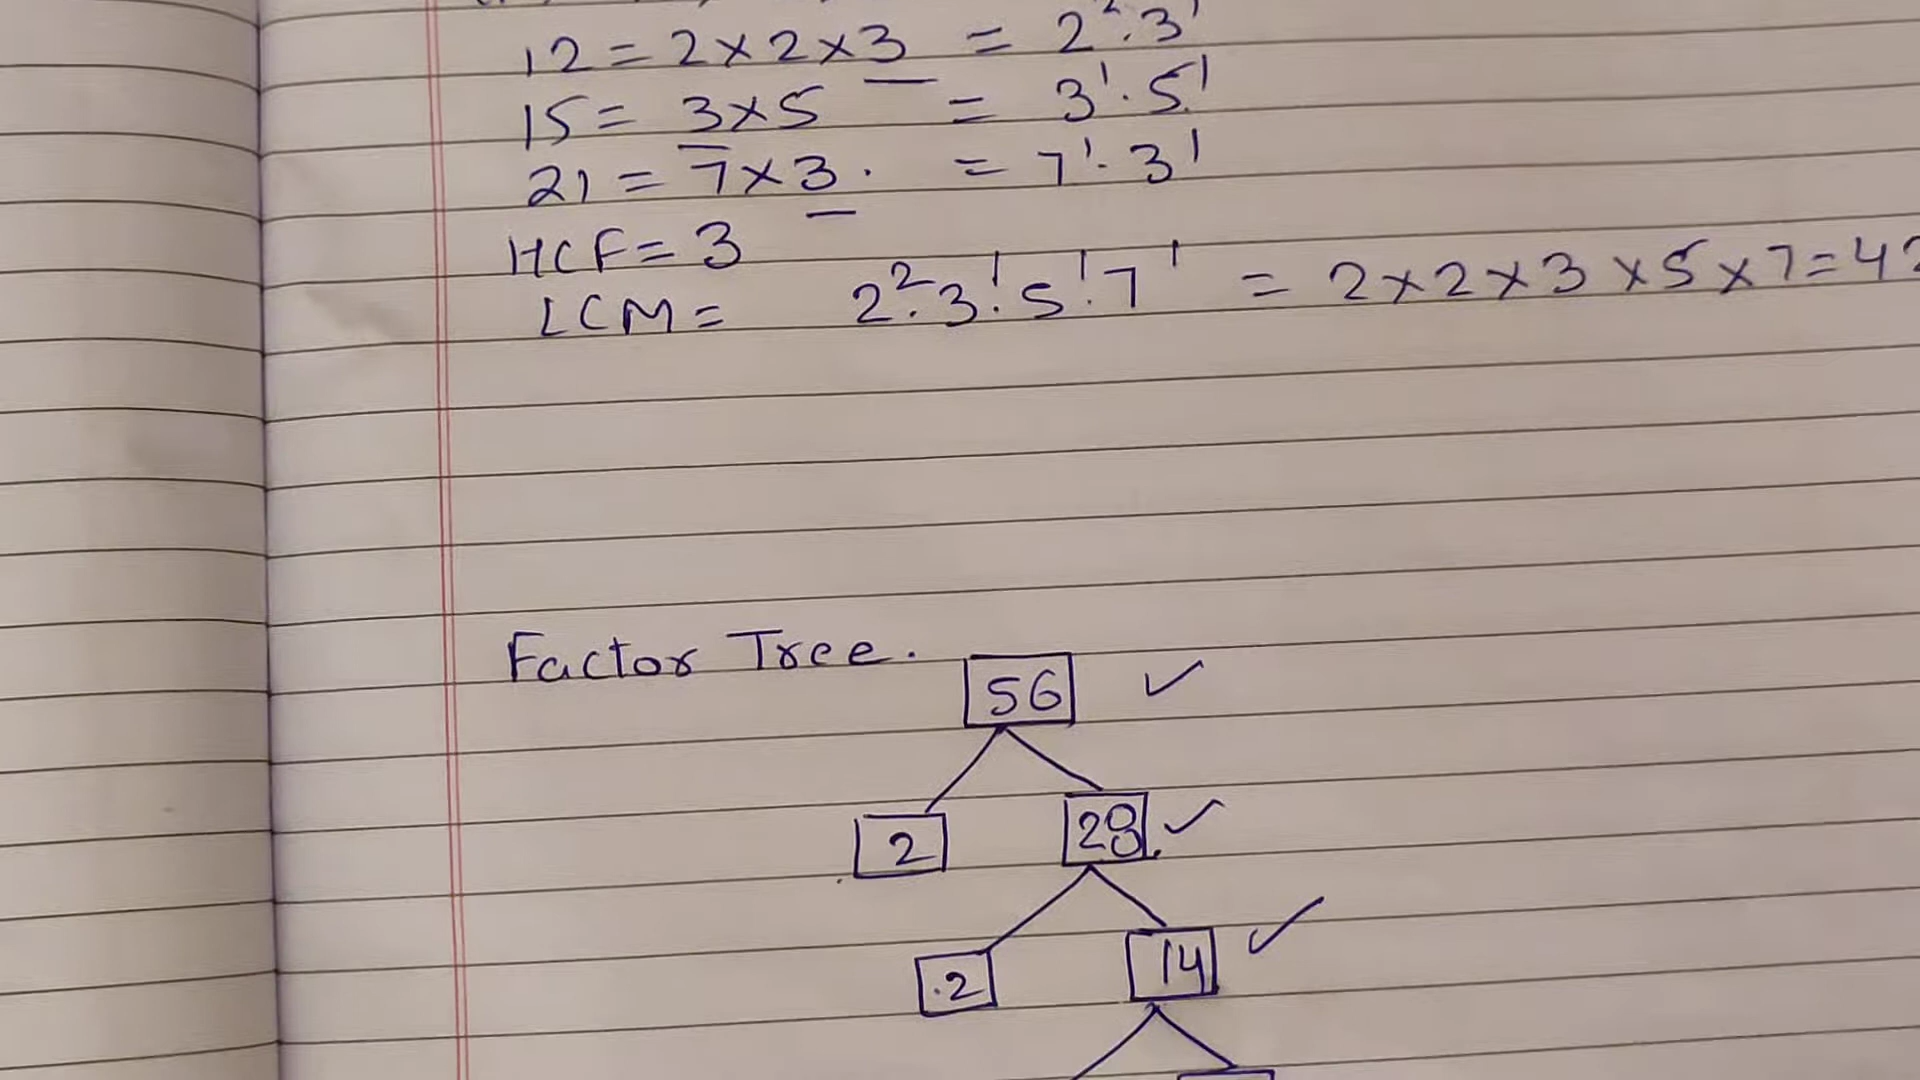 12 = 2×2×3 = 2².3¹
15 = 3×5 = 3¹.5¹
21 = 7×3. = 7¹.3¹
HCF = 3
LCM = 2².3¹.5¹.7¹ = 2×2×3×5×7=42
Factor Tree.
56 ✓
2 28 ✓
.2 14 ✓